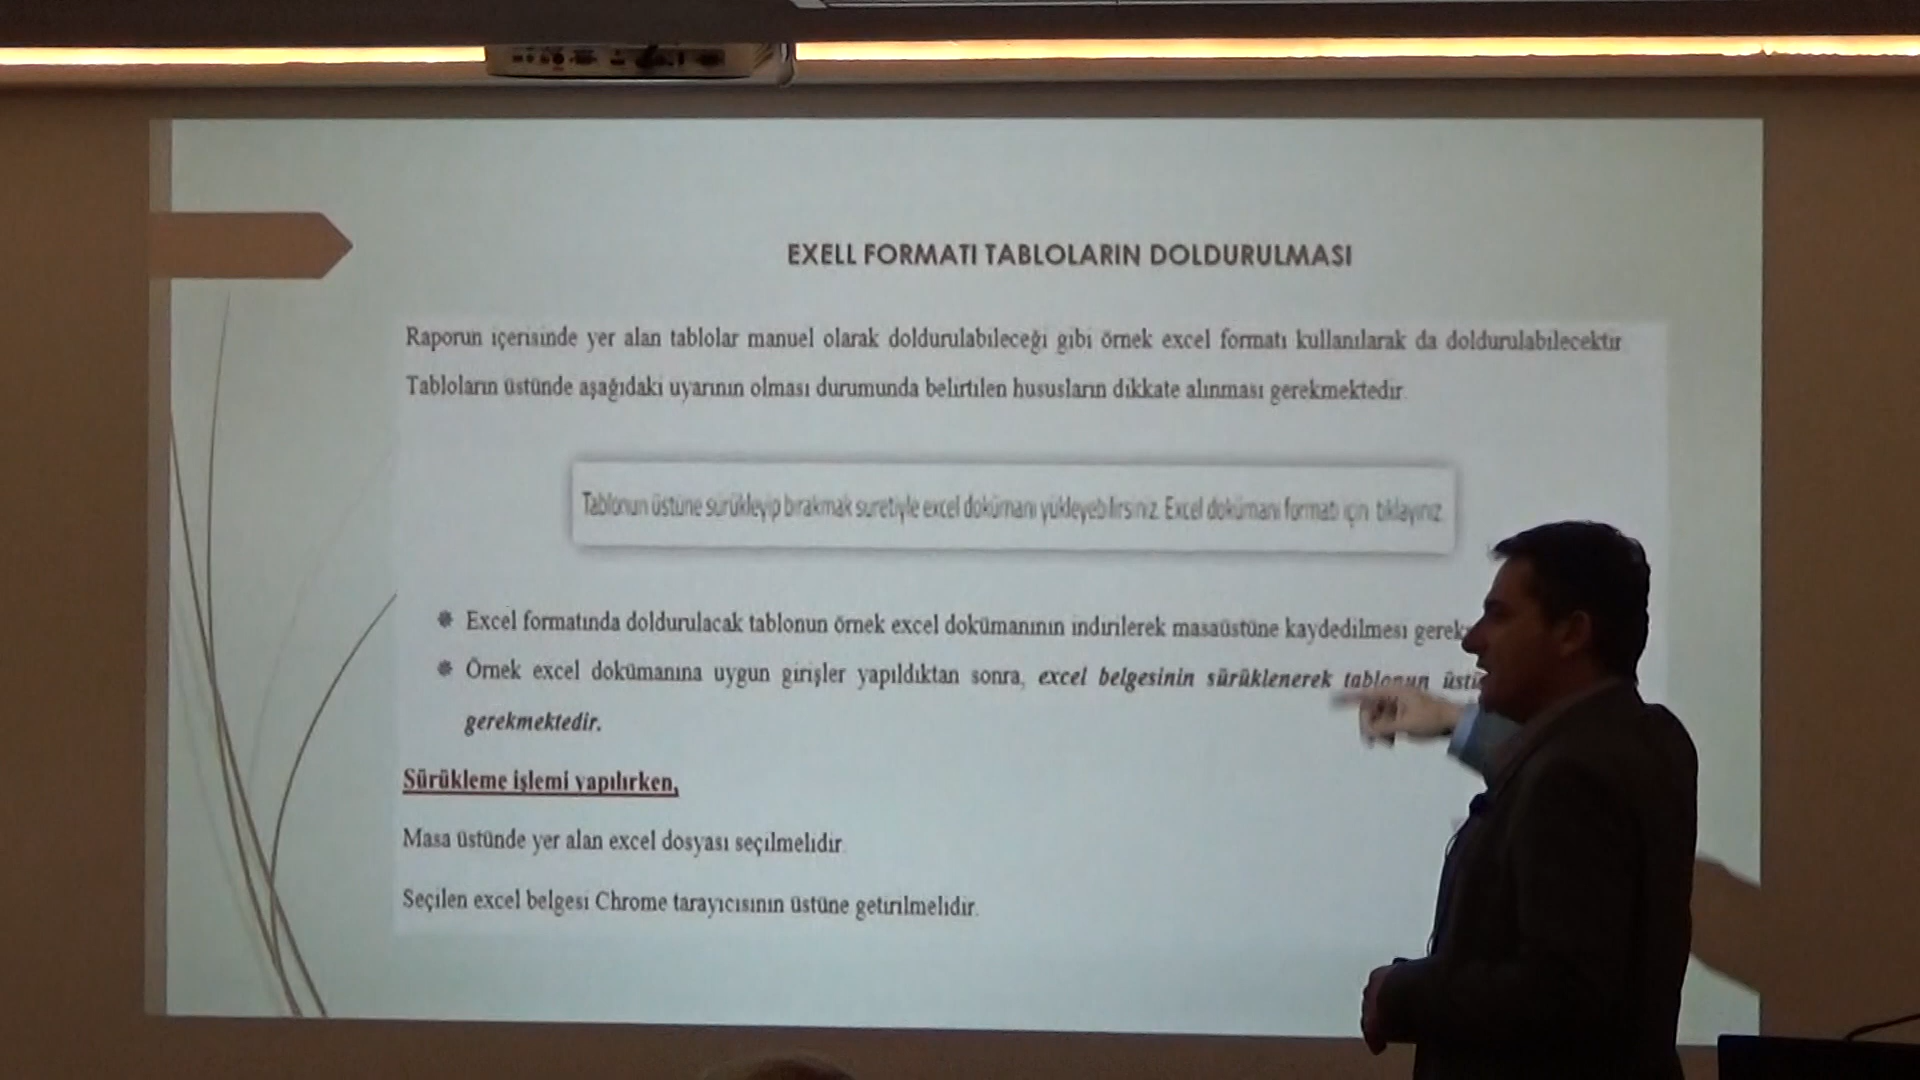 EXELL FORMATI TABLOLARIN DOLDURULMASI
Raporun içerisinde yer alan tablolar manuel olarak doldurulabileceği gibi örnek excel formatı kullanılarak da doldurulabilecektir
Tabloların üstünde aşağıdaki uyarının olması durumunda belirtilen hususların dikkate alınması gerekmektedir.
Tablonun üstüne sürükleyip bırakmak suretiyle excel dokümanı yükleyebilirsiniz. Excel dokümanı formatı için tıklayınız.
Excel formatında doldurulacak tablonun örnek excel dokümanının indirilerek masaüstüne kaydedilmesi
Örnek excel dokümanına uygun girişler yapıldıktan sonra, excel belgesinin sürüklenerek tablonun
gerekmektedir.
Sürükleme işlemi yapılırken,
Masa üstünde yer alan excel dosyası seçilmelidir.
Seçilen excel belgesi Chrome tarayıcısının üstüne getirilmelidir.